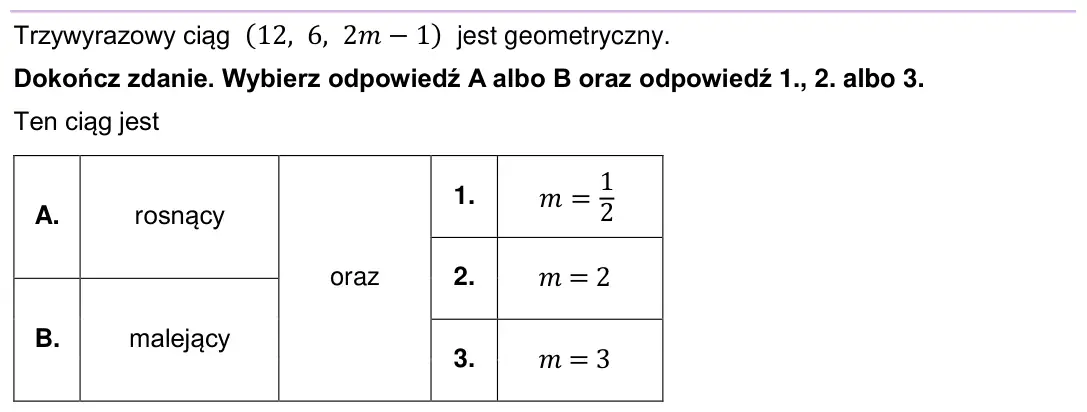 Trzywyrazowy ciąg (12, 6, 2m − 1) jest geometryczny.
Dokończ zdanie. Wybierz odpowiedź A albo B oraz odpowiedź 1., 2. albo 3.
Ten ciąg jest
A. rosnący
B. malejący
oraz
1. m = 1/2
2. m = 2
3. m = 3